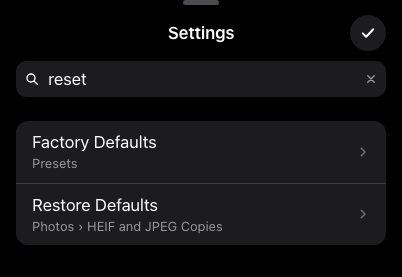 Settings
reset
Factory Defaults
Presets
Restore Defaults
Photos › HEIF and JPEG Copies